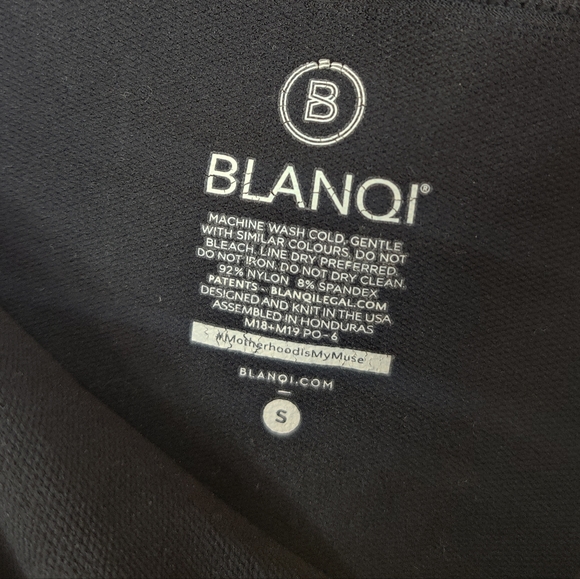 B
BLANQI®
MACHINE WASH COLD, GENTLE
WITH SIMILAR COLOURS. DO NOT
BLEACH. LINE DRY PREFERRED.
DO NOT IRON. DO NOT DRY CLEAN.
92% NYLON 8% SPANDEX
PATENTS - BLANQILEGAL.COM
DESIGNED AND KNIT IN THE USA
ASSEMBLED IN HONDURAS
M18+M19 PO-6
#MotherhoodIsMyMuse
BLANQI.COM
S